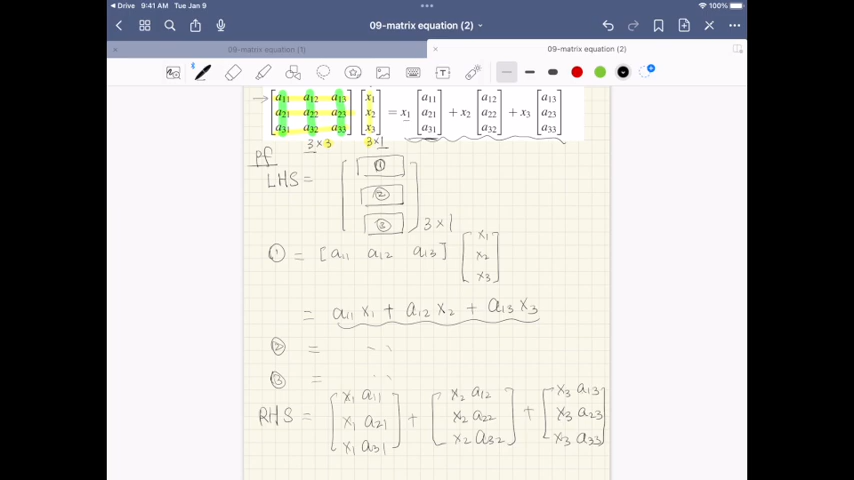 Drive 9:41 AM Tue Jan 9 100%
09-matrix equation (2)
09-matrix equation (1) 09-matrix equation (2)
→ [a11 a12 a13] [x1] = x1 [a11] + x2 [a12] + x3 [a13]
[a21 a22 a23] [x2] [a21] [a22] [a23]
[a31 a32 a33] [x3] [a31] [a32] [a33]
3×3 3×1
pf
LHS = [① ② ③] 3×1
① = [a11 a12 a13] [x1 x2 x3]
= a11 x1 + a12 x2 + a13 x3
② = ..
③ = ..
RHS = [x1 a11] + [x2 a12] + [x3 a13]
[x1 a21] [x2 a22] [x3 a23]
[x1 a31] [x2 a32] [x3 a33]